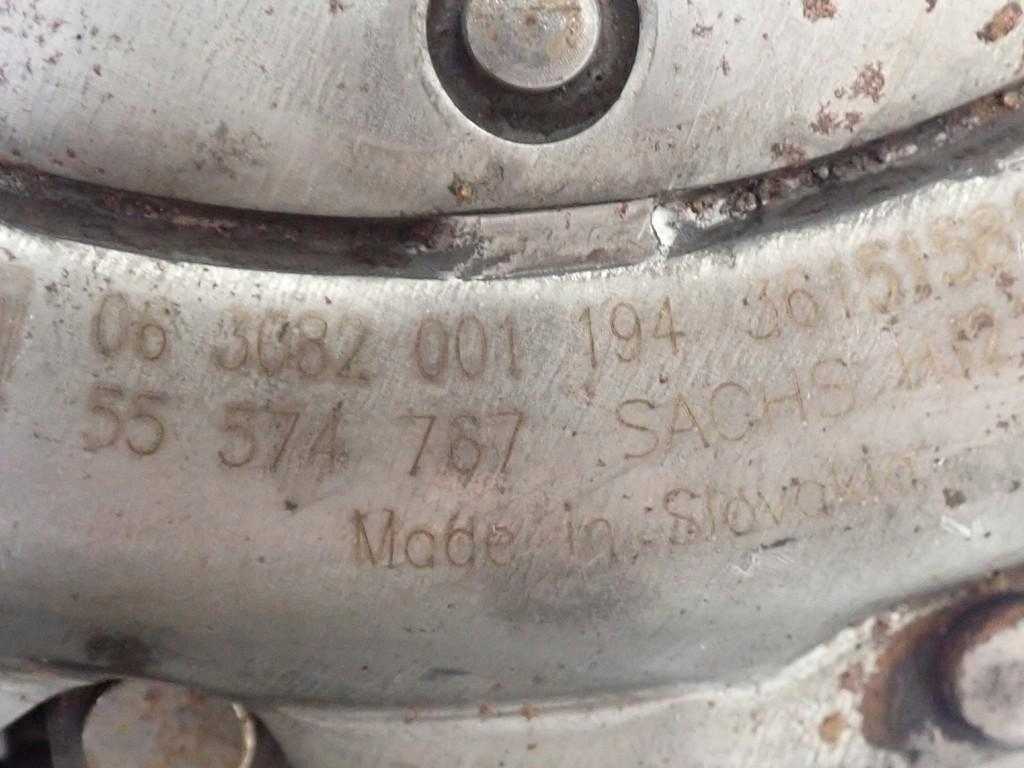 06 3082 001 194 3615158
55 574 767 SACHS
Made in Slovakia